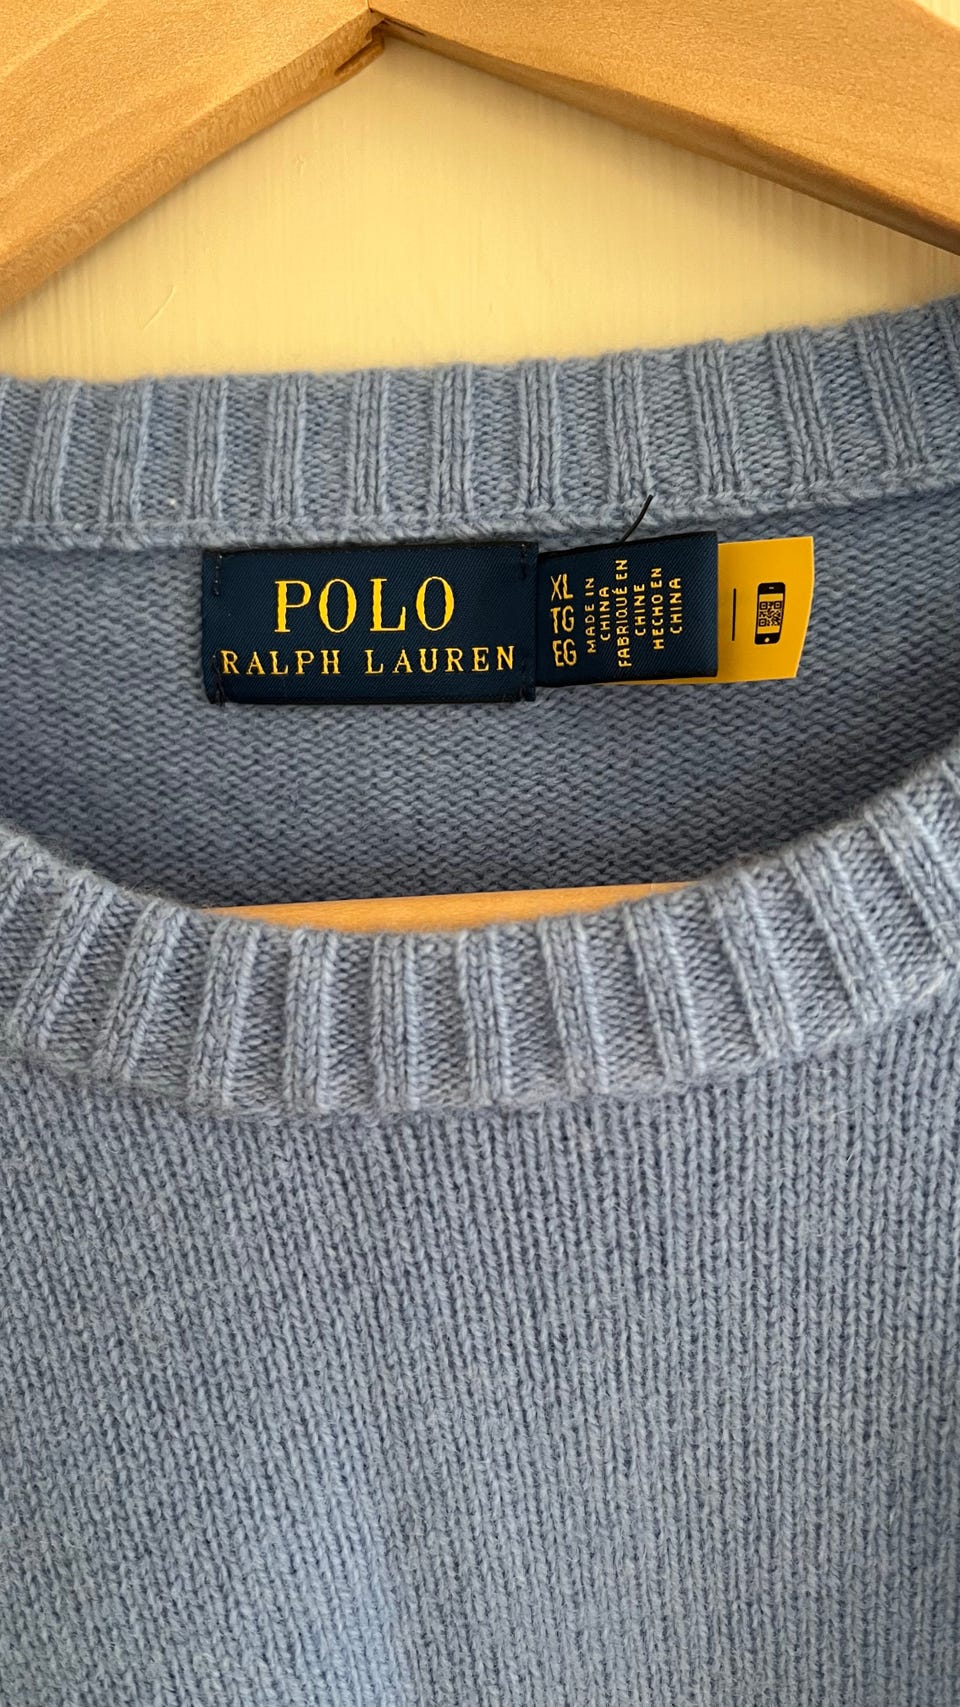 POLO
RALPH LAUREN
XL
TG
EG
MADE IN
CHINA
FABRIQUÉ EN
CHINE
HECHO EN
CHINA